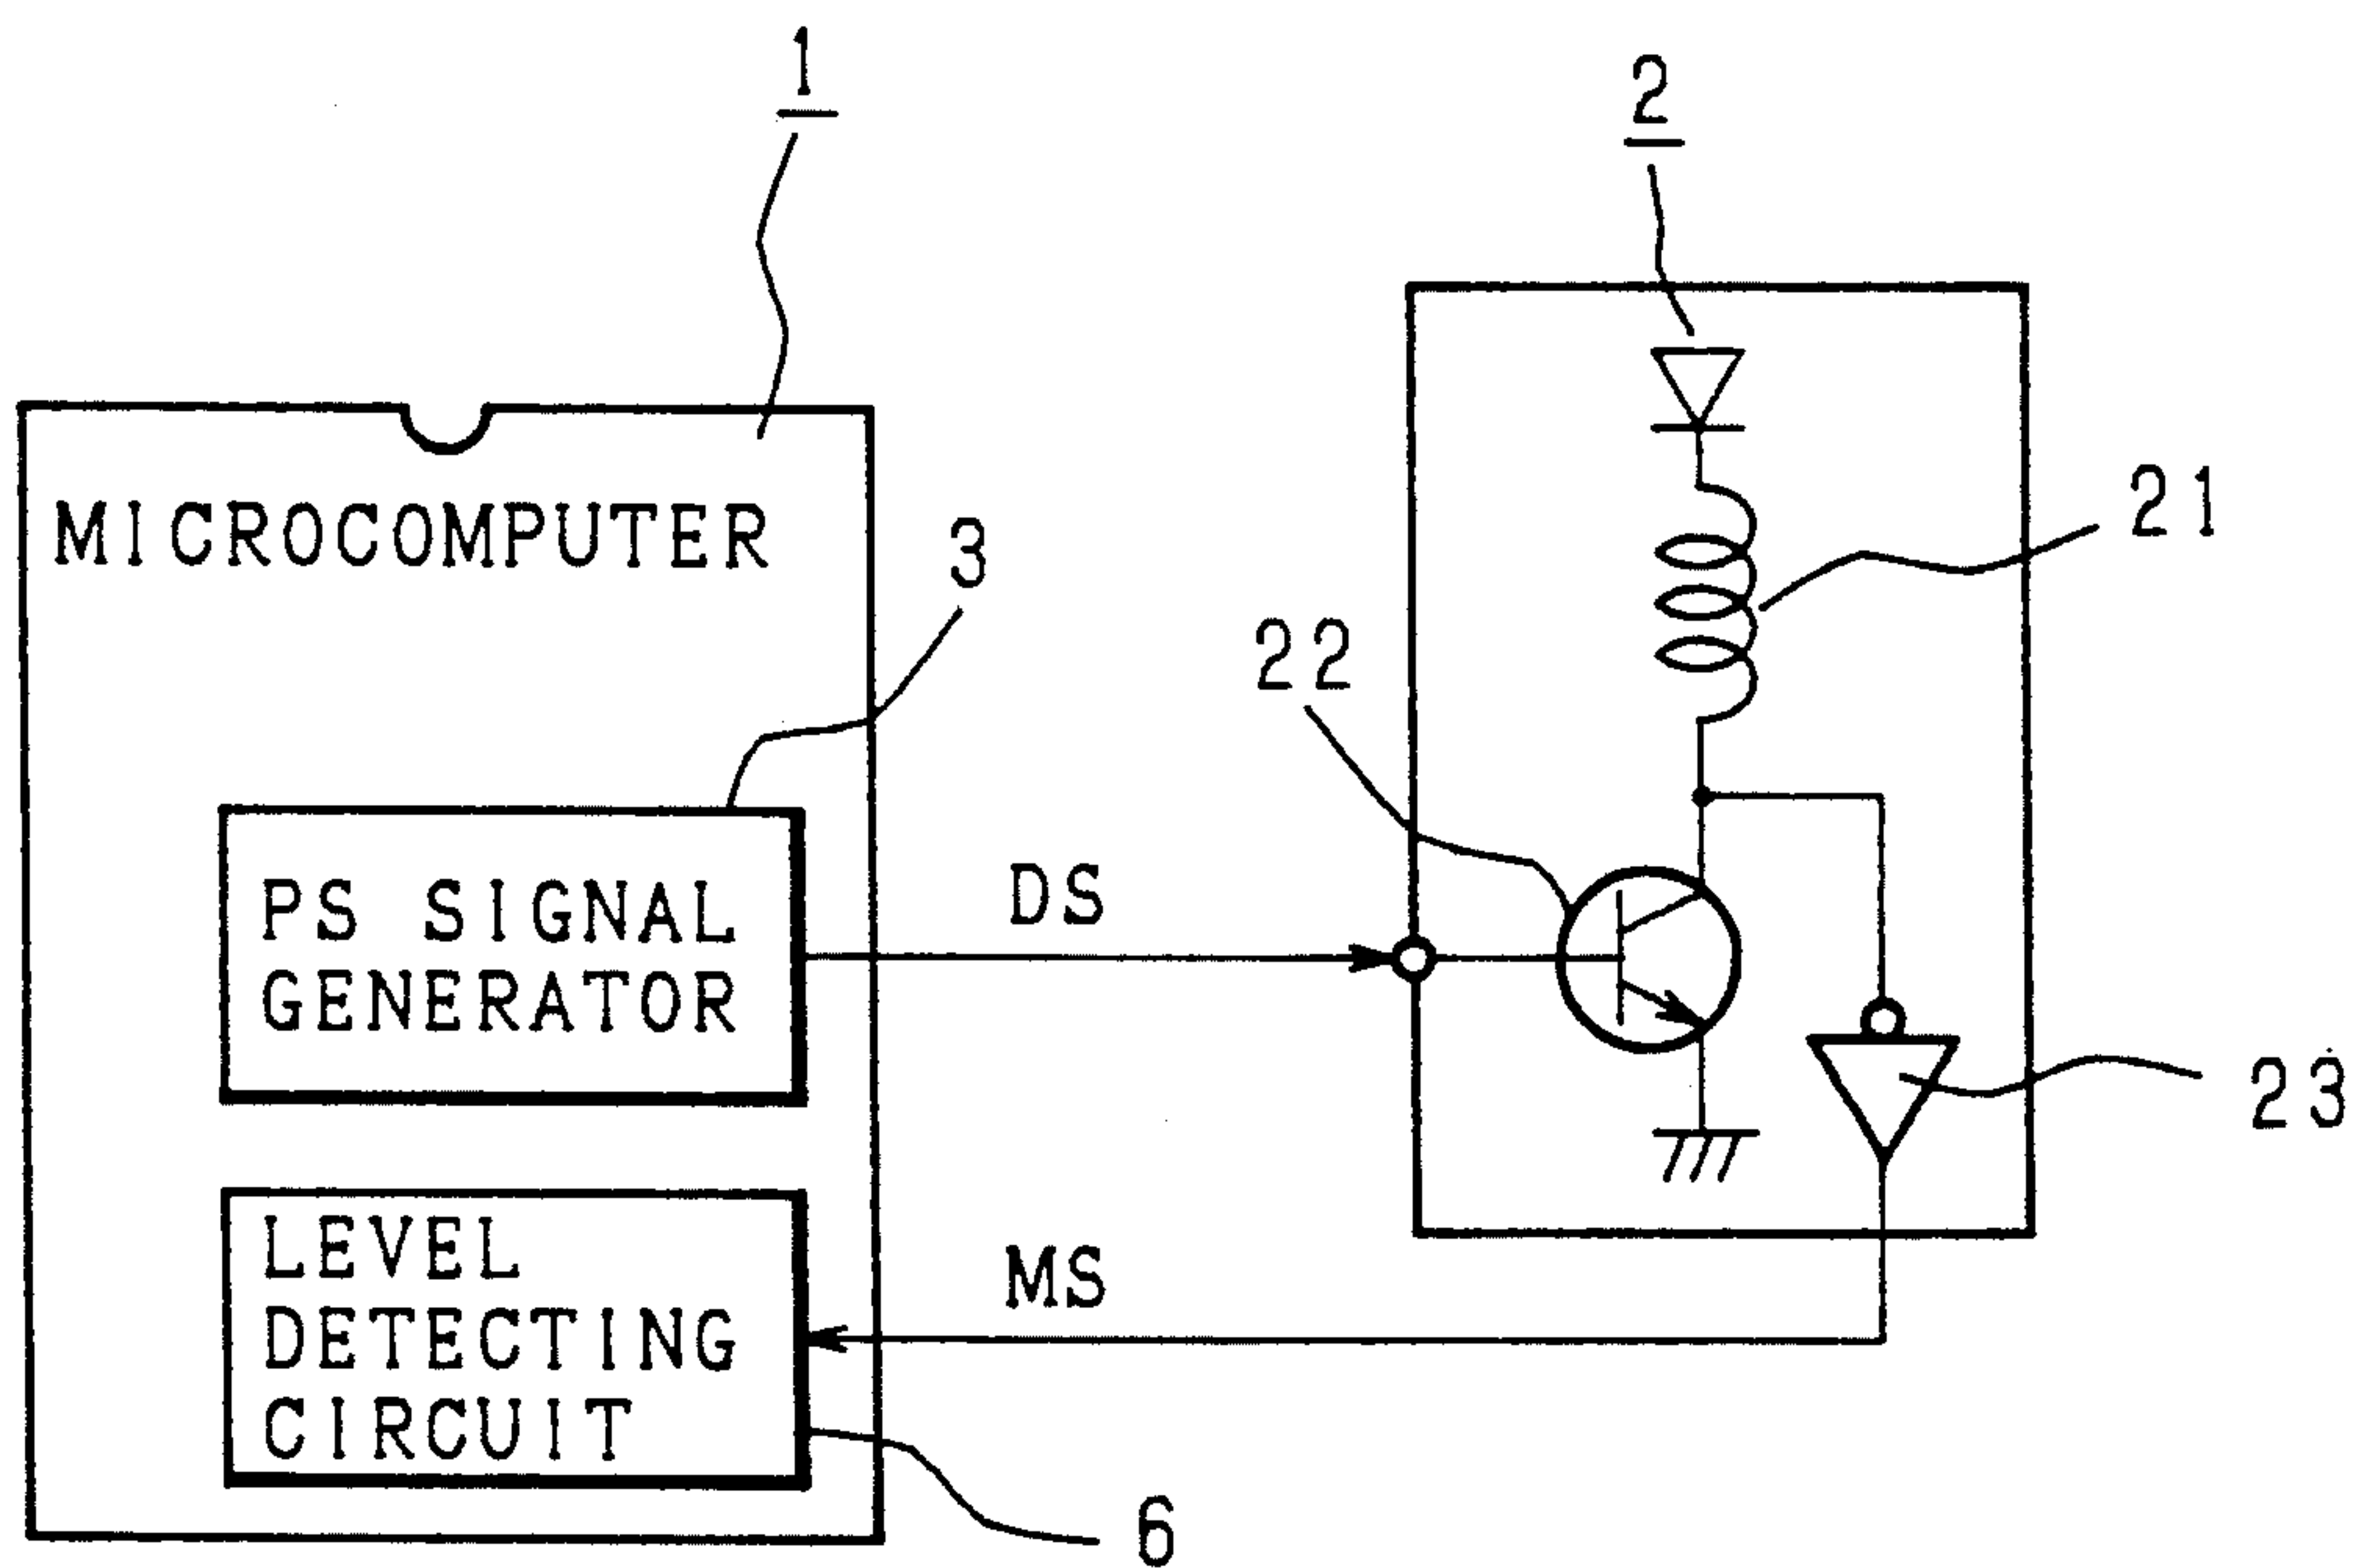 1
2
MICROCOMPUTER
3
21
22
PS SIGNAL
GENERATOR
DS
23
LEVEL
DETECTING
CIRCUIT
MS
6